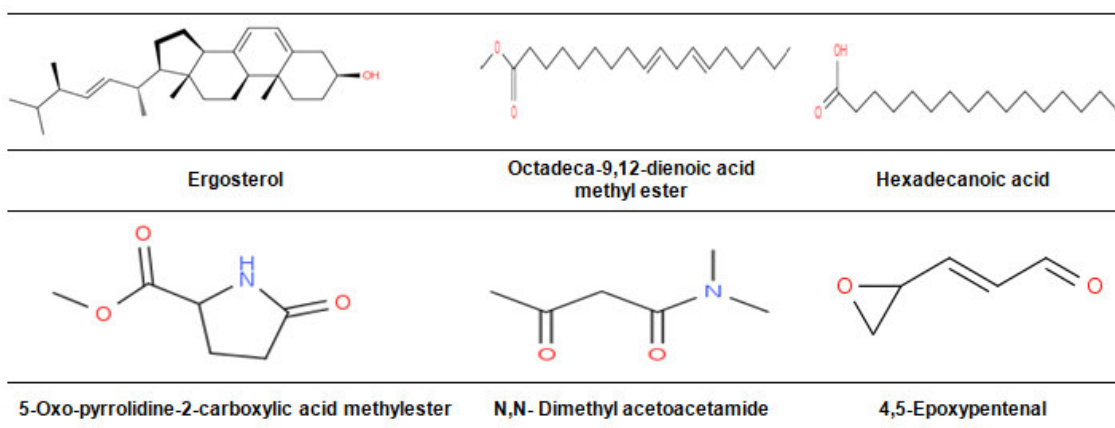 OH
O
O
OH
O
Ergosterol
Octadeca-9,12-dienoic acid
methyl ester
Hexadecanoic acid
O
O
H
N
O
O
O
N
O
O
5-Oxo-pyrrolidine-2-carboxylic acid methylester
N,N- Dimethyl acetoacetamide
4,5-Epoxypentenal